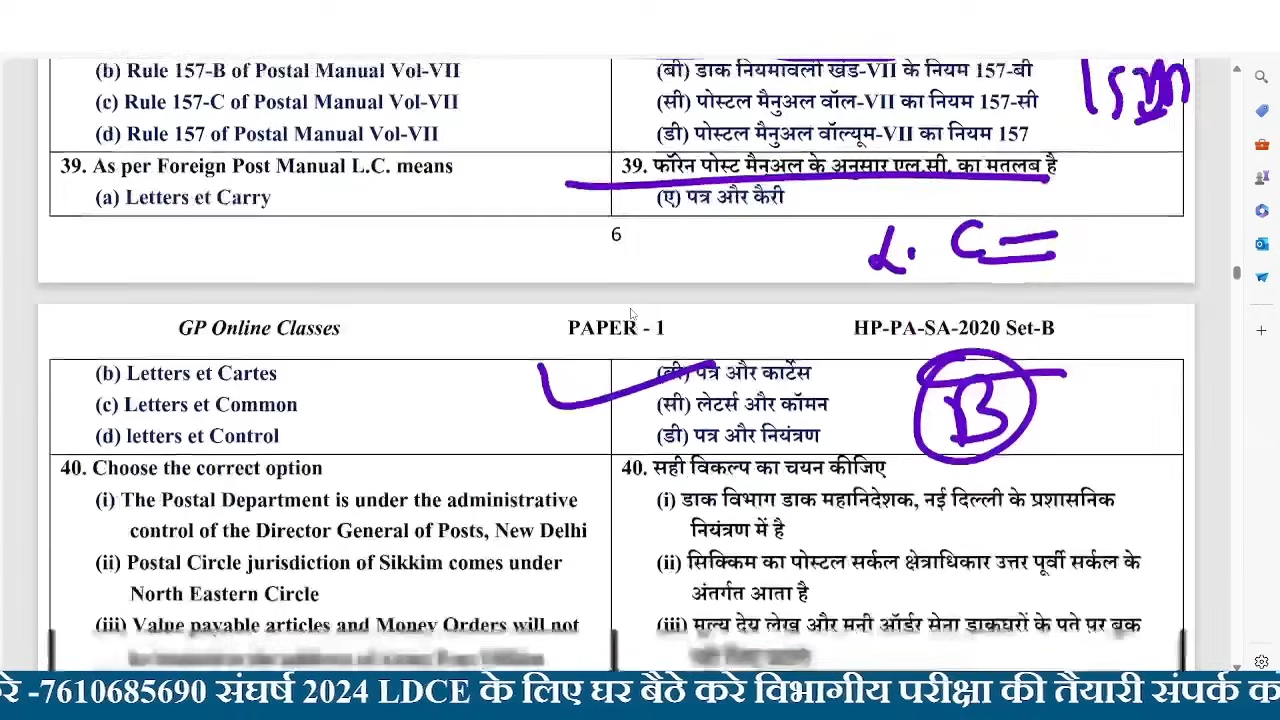 (b) Rule 157-B of Postal Manual Vol-VII
(c) Rule 157-C of Postal Manual Vol-VII
(d) Rule 157 of Postal Manual Vol-VII
(बी) डाक नियमावली खंड-VII के नियम 157-बी
(सी) पोस्टल मैनुअल वॉल-VII का नियम 157-सी
(डी) पोस्टल मैनुअल वॉल्यूम-VII का नियम 157
39. As per Foreign Post Manual L.C. means
(a) Letters et Carry
39. फॉरेन पोस्ट मैनुअल के अनुसार एल.सी. का मतलब है
(ए) पत्र और कैरी
L. C =
6
GP Online Classes PAPER - 1 HP-PA-SA-2020 Set-B
(b) Letters et Cartes
(c) Letters et Common
(d) letters et Control
(बी) पत्र और कार्टेस
(सी) लेटर्स और कॉमन
(डी) पत्र और नियंत्रण
B
40. Choose the correct option
(i) The Postal Department is under the administrative
control of the Director General of Posts, New Delhi
(ii) Postal Circle jurisdiction of Sikkim comes under
North Eastern Circle
(iii) Value payable articles and Money Orders will not
40. सही विकल्प का चयन कीजिए
(i) डाक विभाग डाक महानिदेशक, नई दिल्ली के प्रशासनिक
नियंत्रण में है
(ii) सिक्किम का पोस्टल सर्कल क्षेत्राधिकार उत्तर पूर्वी सर्कल के
अंतर्गत आता है
(iii) मूल्य देय लेख और मनी ऑर्डर सेना डाकघरों के पते पर बुक
रे -7610685690 संघर्ष 2024 LDCE के लिए घर बैठे करे विभागीय परीक्षा की तैयारी संपर्क क